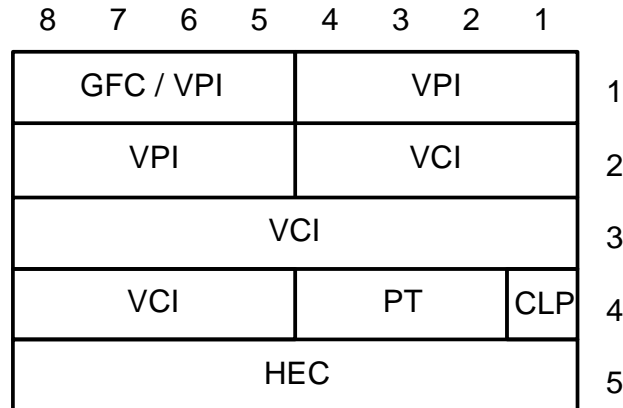 8 7 6 5 4 3 2 1
GFC / VPI VPI 1
VPI VCI 2
VCI 3
VCI PT CLP 4
HEC 5